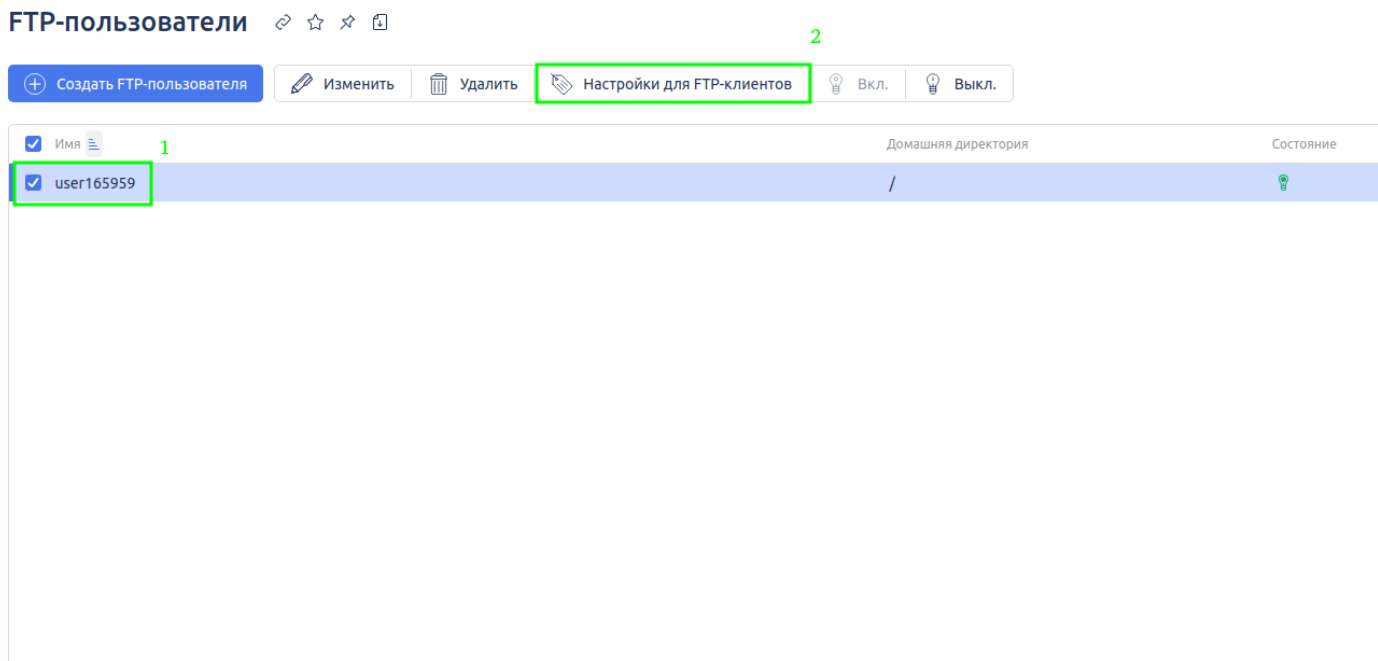 FTP-пользователи
2
Создать FTP-пользователя Изменить Удалить Настройки для FTP-клиентов Вкл. Выкл.
Имя 1 Домашняя директория Состояние
user165959 /